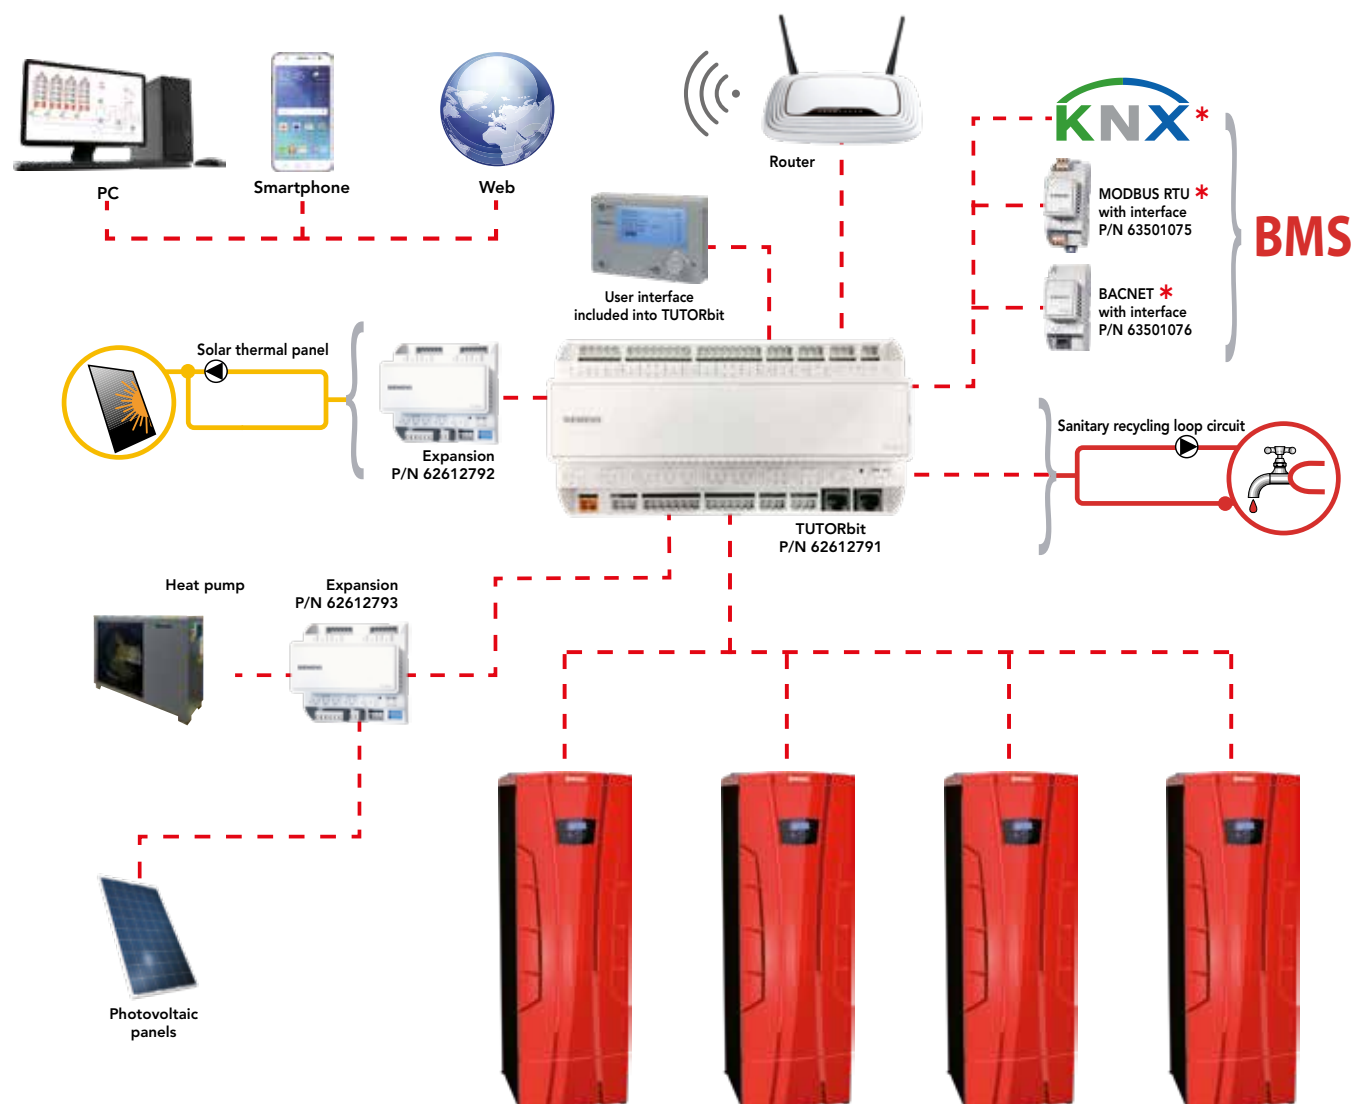 PC
Smartphone
Web
Router
KNX *
MODBUS RTU *
with interface
P/N 63501075
BACNET *
with interface
P/N 63501076
BMS
User interface
included into TUTORbit
Solar thermal panel
Expansion
P/N 62612792
SIEMENS
Sanitary recycling loop circuit
TUTORbit
P/N 62612791
Heat pump
Expansion
P/N 62612793
Photovoltaic
panels